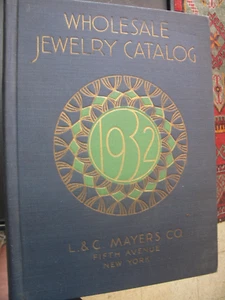 WHOLESALE
JEWELRY CATALOG
1932
L. & C. MAYERS CO
FIFTH AVENUE
NEW YORK